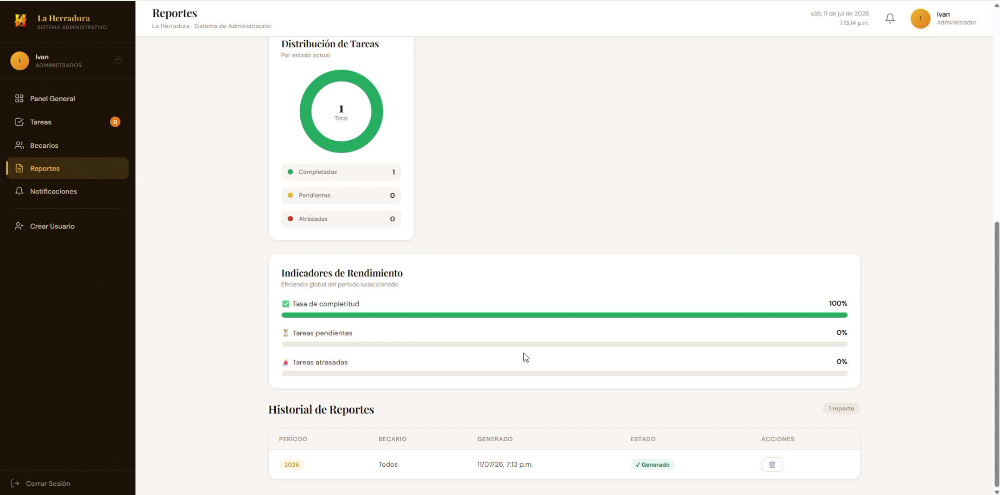 La Herradura
SISTEMA ADMINISTRATIVO
I
Ivan
ADMINISTRADOR
Panel General
Tareas
0
Becarios
Reportes
Notificaciones
Crear Usuario
Cerrar Sesión
Reportes
La Herradura · Sistema de Administración
sáb, 11 de jul de 2026
7:13:14 p.m.
I
Ivan
Administrador
Distribución de Tareas
Por estado actual
1
Total
Completadas 1
Pendientes 0
Atrasadas 0
Indicadores de Rendimiento
Eficiencia global del período seleccionado
Tasa de completitud 100%
Tareas pendientes 0%
Tareas atrasadas 0%
Historial de Reportes
1 reporte
PERÍODO BECARIO GENERADO ESTADO ACCIONES
2026 Todos 11/07/26, 7:13 p.m. ✓ Generado